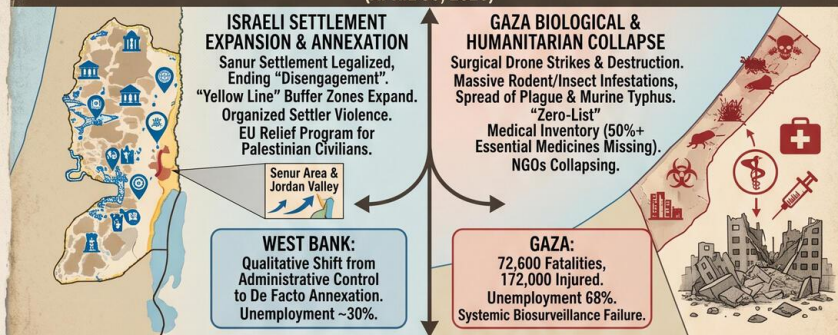 ISRAELI SETTLEMENT
EXPANSION & ANNEXATION
Sanur Settlement Legalized,
Ending “Disengagement”.
“Yellow Line” Buffer Zones Expand.
Organized Settler Violence.
EU Relief Program for
Palestinian Civilians.
Senur Area &
Jordan Valley
WEST BANK:
Qualitative Shift from
Administrative Control
to De Facto Annexation.
Unemployment ~30%.
GAZA BIOLOGICAL &
HUMANITARIAN COLLAPSE
Surgical Drone Strikes & Destruction.
Massive Rodent/Insect Infestations,
Spread of Plague & Murine Typhus.
“Zero-List”
Medical Inventory (50%+
Essential Medicines Missing).
NGOs Collapsing.
GAZA:
72,600 Fatalities,
172,000 Injured.
Unemployment 68%.
Systemic Biosurveillance Failure.